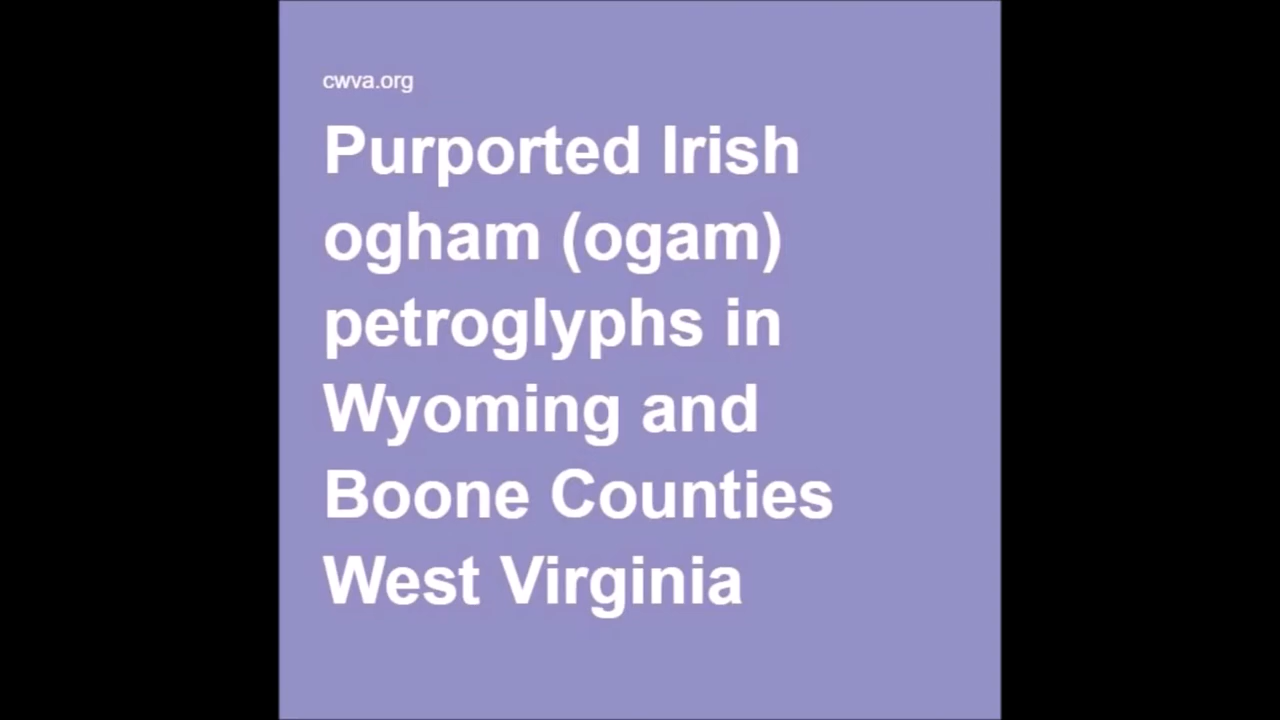 cwva.org
Purported Irish
ogham (ogam)
petroglyphs in
Wyoming and
Boone Counties
West Virginia